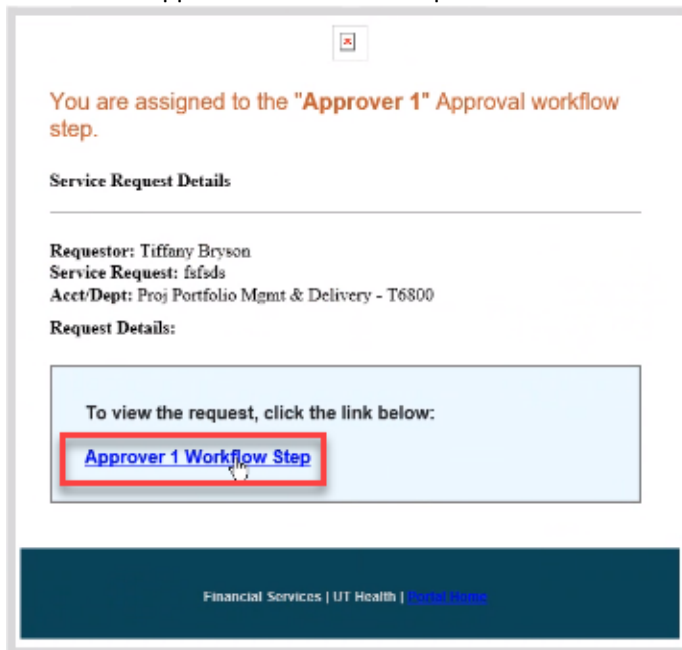 You are assigned to the "Approver 1" Approval workflow
step.
Service Request Details
Requestor: Tiffany Bryson
Service Request: fsfsds
Acct/Dept: Proj Portfolio Mgmt & Delivery - T6800
Request Details:
To view the request, click the link below:
Approver 1 Workflow Step
Financial Services | UT Health | Portal Home